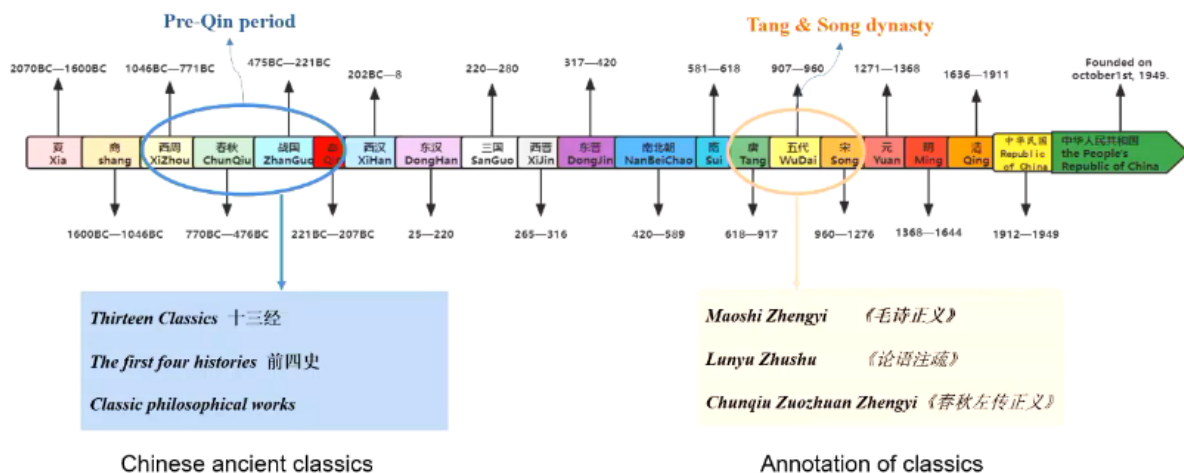 Pre-Qin period
Tang & Song dynasty
2070BC—1600BC
1046BC—771BC
475BC—221BC
202BC—8
220—280
317—420
581—618
907—960
1271—1368
1636—1911
Founded on
october1st, 1949.
夏
Xia
商
shang
西周
XiZhou
春秋
ChunQiu
战国
ZhanGuo
西汉
XiHan
东汉
DongHan
三国
SanGuo
西晋
XiJin
东晋
DongJin
南北朝
NanBeiChao
隋
Sui
唐
Tang
五代
WuDai
宋
Song
元
Yuan
明
Ming
清
Qing
中华民国
Republic
of China
中华人民共和国
the People's
Republic of China
1600BC—1046BC
770BC—476BC
221BC—207BC
25—220
265—316
420—589
618—917
960—1276
1368—1644
1912—1949
Thirteen Classics 十三经
The first four histories 前四史
Classic philosophical works
Maoshi Zhengyi 《毛诗正义》
Lunyu Zhushu 《论语注疏》
Chunqiu Zuozhuan Zhengyi《春秋左传正义》
Chinese ancient classics
Annotation of classics